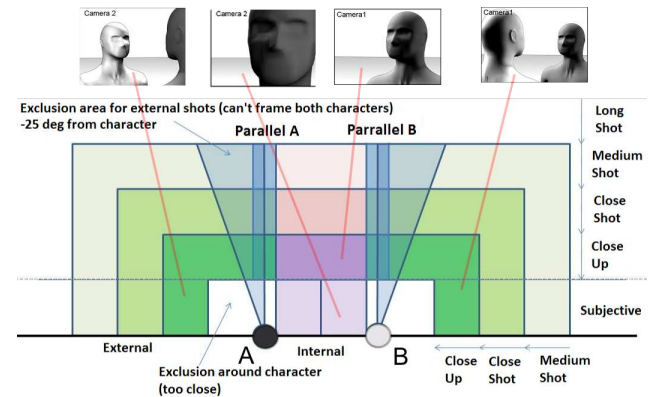 Camera 2
Camera 2
Camera1
Camera1
Exclusion area for external shots (can't frame both characters)
-25 deg from character
Parallel A
Parrallel B
Long
Shot
Medium
Shot
Close
Shot
Close
Up
Subjective
External
A
Internal
B
Exclusion around character
(too close)
Close
Up
Close
Shot
Medium
Shot